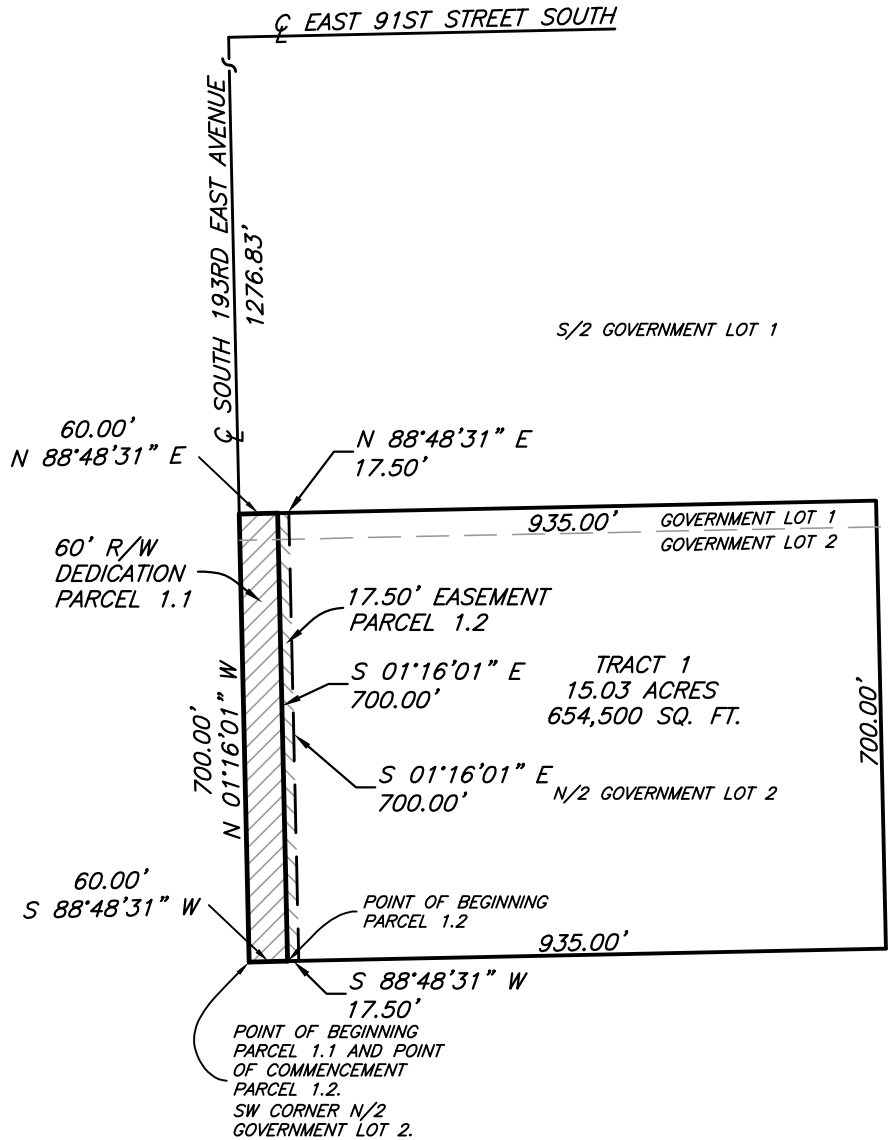 ℄ EAST 91ST STREET SOUTH
℄ SOUTH 193RD EAST AVENUE
1276.83'
S/2 GOVERNMENT LOT 1
60.00'
N 88°48'31" E
N 88°48'31" E
17.50'
935.00'
GOVERNMENT LOT 1
GOVERNMENT LOT 2
60' R/W
DEDICATION
PARCEL 1.1
17.50' EASEMENT
PARCEL 1.2
S 01°16'01" E
700.00'
TRACT 1
15.03 ACRES
654,500 SQ. FT.
700.00'
N 01°16'01" W
700.00'
S 01°16'01" E
700.00'
N/2 GOVERNMENT LOT 2
60.00'
S 88°48'31" W
POINT OF BEGINNING
PARCEL 1.2
935.00'
S 88°48'31" W
17.50'
POINT OF BEGINNING
PARCEL 1.1 AND POINT
OF COMMENCEMENT
PARCEL 1.2.
SW CORNER N/2
GOVERNMENT LOT 2.